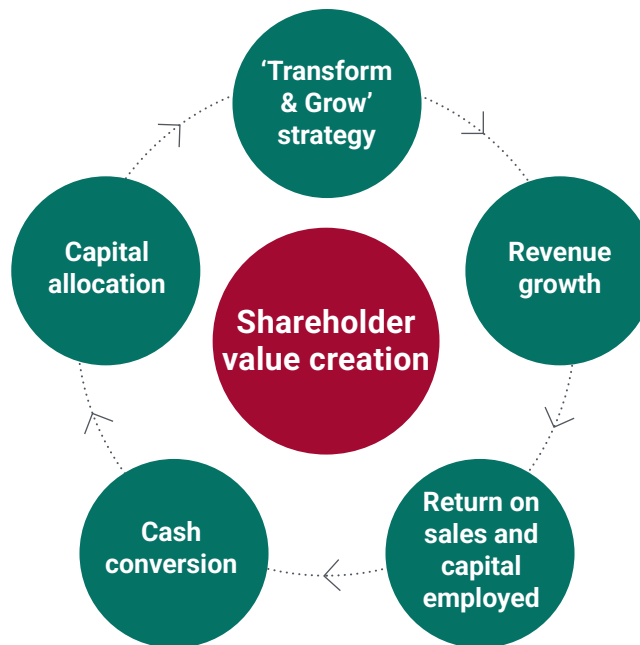 ‘Transform
& Grow’
strategy
Revenue
growth
Return on
sales and
capital
employed
Cash
conversion
Capital
allocation
Shareholder
value creation